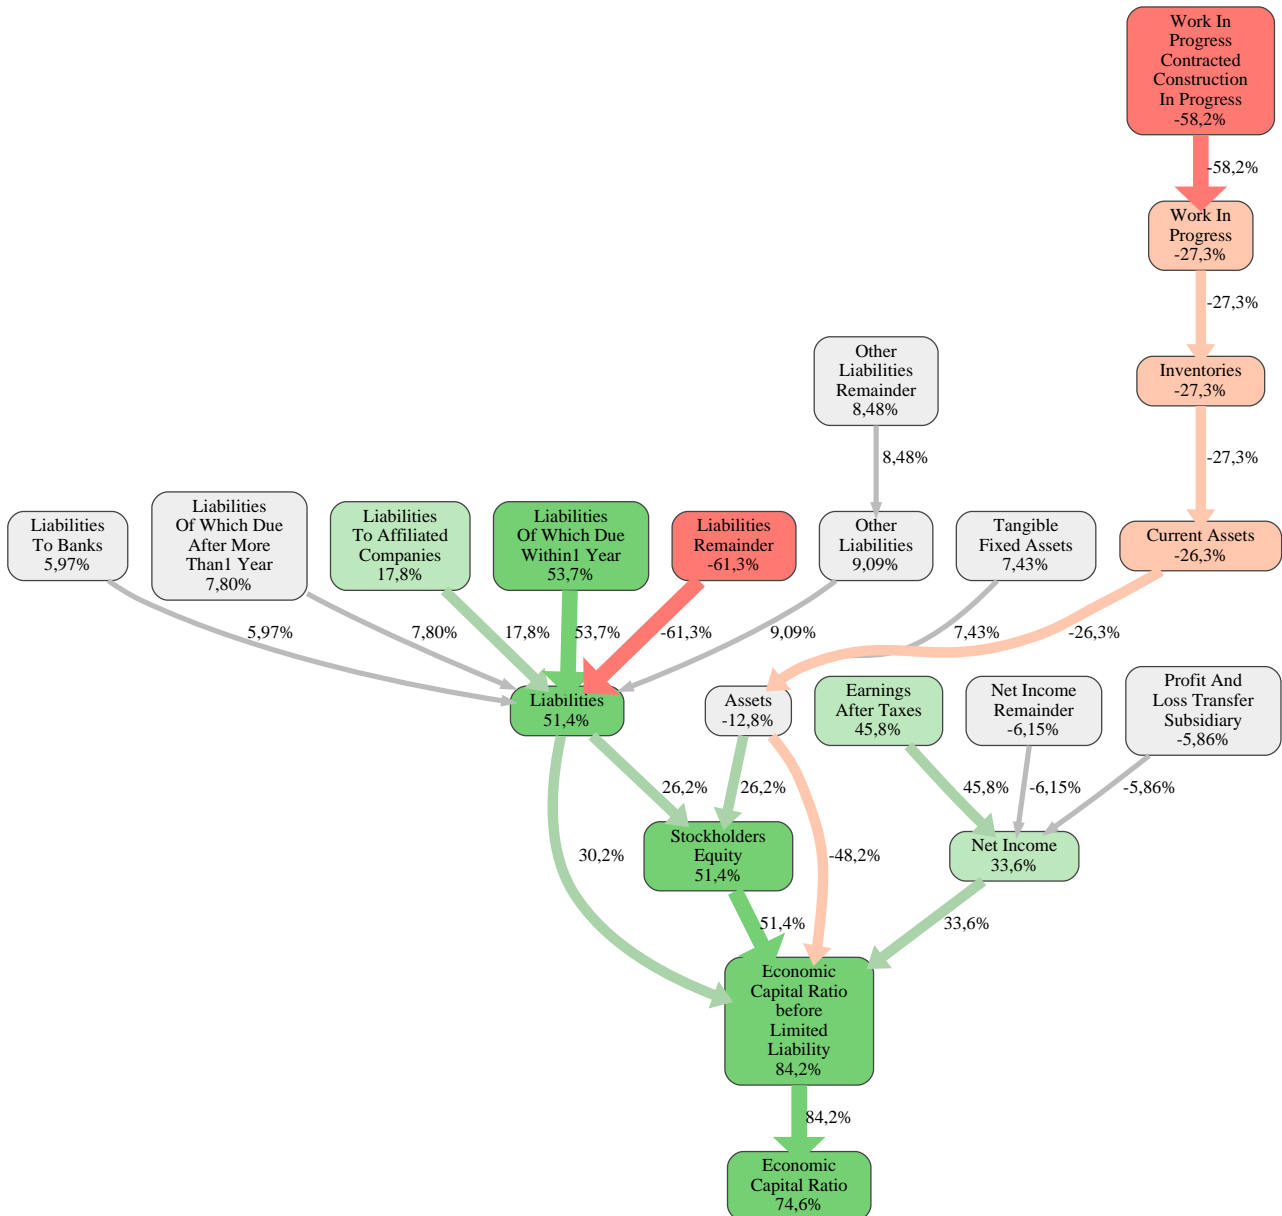 Work In
Progress
Contracted
Construction
In Progress
-58,2%
-58,2%
Work In
Progress
-27,3%
-27,3%
Other
Liabilities
Remainder
8,48%
Inventories
-27,3%
8,48%
-27,3%
Liabilities
To Banks
5,97%
Liabilities
Of Which Due
After More
Than1 Year
7,80%
Liabilities
To Affiliated
Companies
17,8%
Liabilities
Of Which Due
Within1 Year
53,7%
Liabilities
Remainder
-61,3%
Other
Liabilities
9,09%
Tangible
Fixed Assets
7,43%
Current Assets
-26,3%
5,97%
7,80%
17,8%
53,7%
-61,3%
9,09%
7,43%
-26,3%
Liabilities
51,4%
Assets
-12,8%
Earnings
After Taxes
45,8%
Net Income
Remainder
-6,15%
Profit And
Loss Transfer
Subsidiary
-5,86%
26,2%
26,2%
45,8%
-6,15%
-5,86%
30,2%
Stockholders
Equity
51,4%
-48,2%
Net Income
33,6%
51,4%
33,6%
Economic
Capital Ratio
before
Limited
Liability
84,2%
84,2%
Economic
Capital Ratio
74,6%